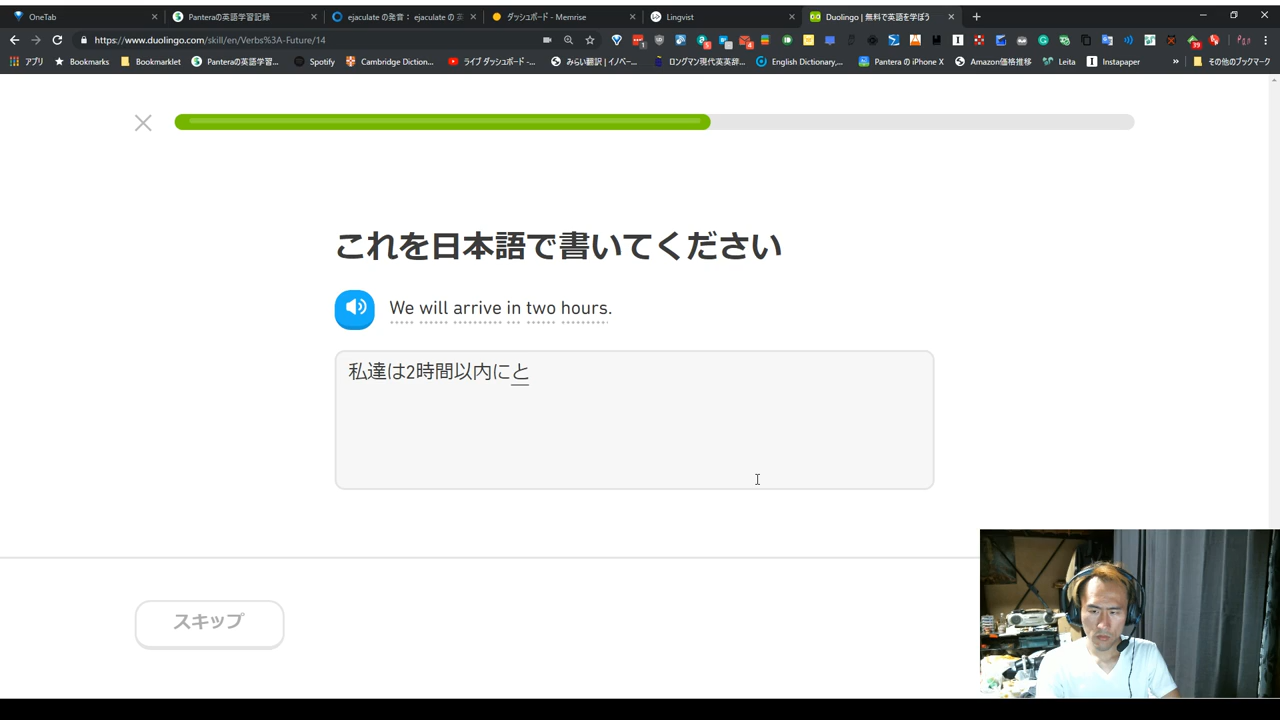 OneTab
Panteraの英語学習記録
ejaculate の発音： ejaculate の 英
ダッシュボード - Memrise
Lingvist
Duolingo | 無料で英語を学ぼう
https://www.duolingo.com/skill/en/Verbs%3A-Future/14
アプリ
Bookmarks
Bookmarklet
Panteraの英語学習...
Spotify
Cambridge Diction...
ライブ ダッシュボード -...
みらい翻訳 | イノベー...
ロングマン現代英英辞...
English Dictionary,...
Pantera の iPhone X
Amazon価格推移
Leita
Instapaper
»
その他のブックマーク
これを日本語で書いてください
We will arrive in two hours.
私達は2時間以内にと
スキップ